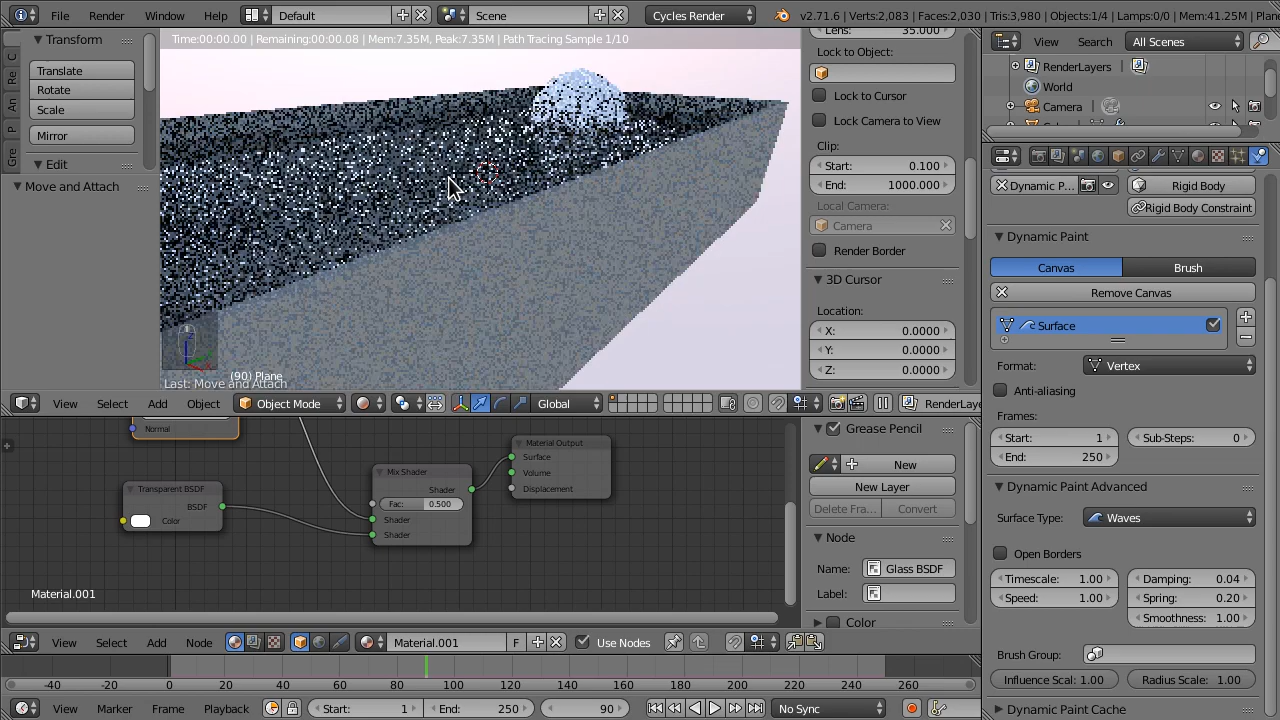 File Render Window Help Default Scene Cycles Render v2.71.6 | Verts:2,083 | Faces:2,030 | Tris:3,980 | Objects:1/4 | Lamps:0/0 | Mem:41.25M | Plan
Transform
Translate
Rotate
Scale
Mirror
Edit
Move and Attach
C
Re
An
P
Gre
Time:00:00.00 | Remaining:00:00.08 | Mem:7.35M, Peak:7.35M | Path Tracing Sample 1/10
(90) Plane
Last: Move and Attach
Lens: 35.000
Lock to Object:
Lock to Cursor
Lock Camera to View
Clip:
Start: 0.100
End: 1000.000
Local Camera:
Camera
Render Border
3D Cursor
Location:
X: 0.0000
Y: 0.0000
Z: 0.0000
View Search All Scenes
RenderLayers
World
Camera
Dynamic P...
Rigid Body
Rigid Body Constraint
Dynamic Paint
Canvas Brush
Remove Canvas
Surface
Format: Vertex
Anti-aliasing
Frames:
Start: 1 Sub-Steps: 0
End: 250
Dynamic Paint Advanced
Surface Type: Waves
Open Borders
Timescale: 1.00 Damping: 0.04
Speed: 1.00 Spring: 0.20
Smoothness: 1.00
Brush Group:
Influence Scal: 1.00 Radius Scale: 1.00
Dynamic Paint Cache
View Select Add Object Object Mode Global RenderLay
Normal
Transparent BSDF
BSDF
Color
Mix Shader
Shader
Fac: 0.500
Shader
Shader
Material Output
Surface
Volume
Displacement
Material.001
Grease Pencil
New
New Layer
Delete Fra... Convert
Node
Name: Glass BSDF
Label:
Color
View Select Add Node Material.001 F Use Nodes
-40 -20 0 20 40 60 80 100 120 140 160 180 200 220 240 260
View Marker Frame Playback Start: 1 End: 250 90 No Sync